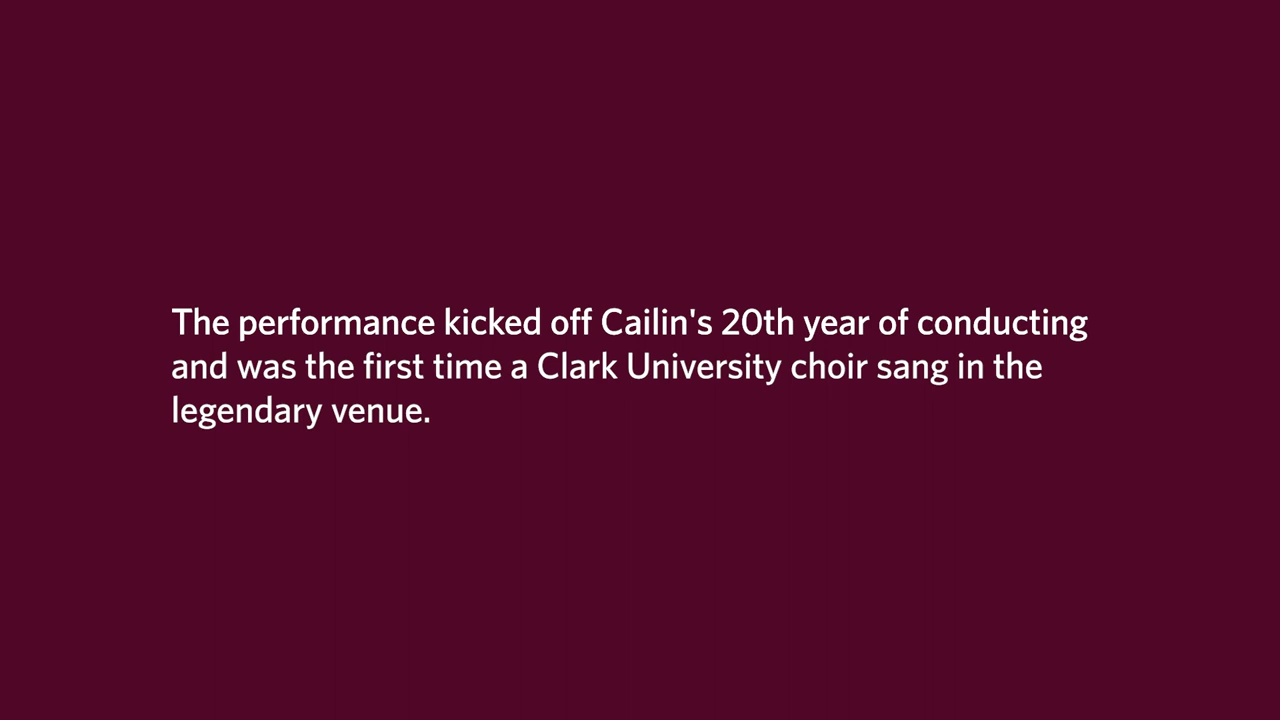 The performance kicked off Cailin's 20th year of conducting
and was the first time a Clark University choir sang in the
legendary venue.